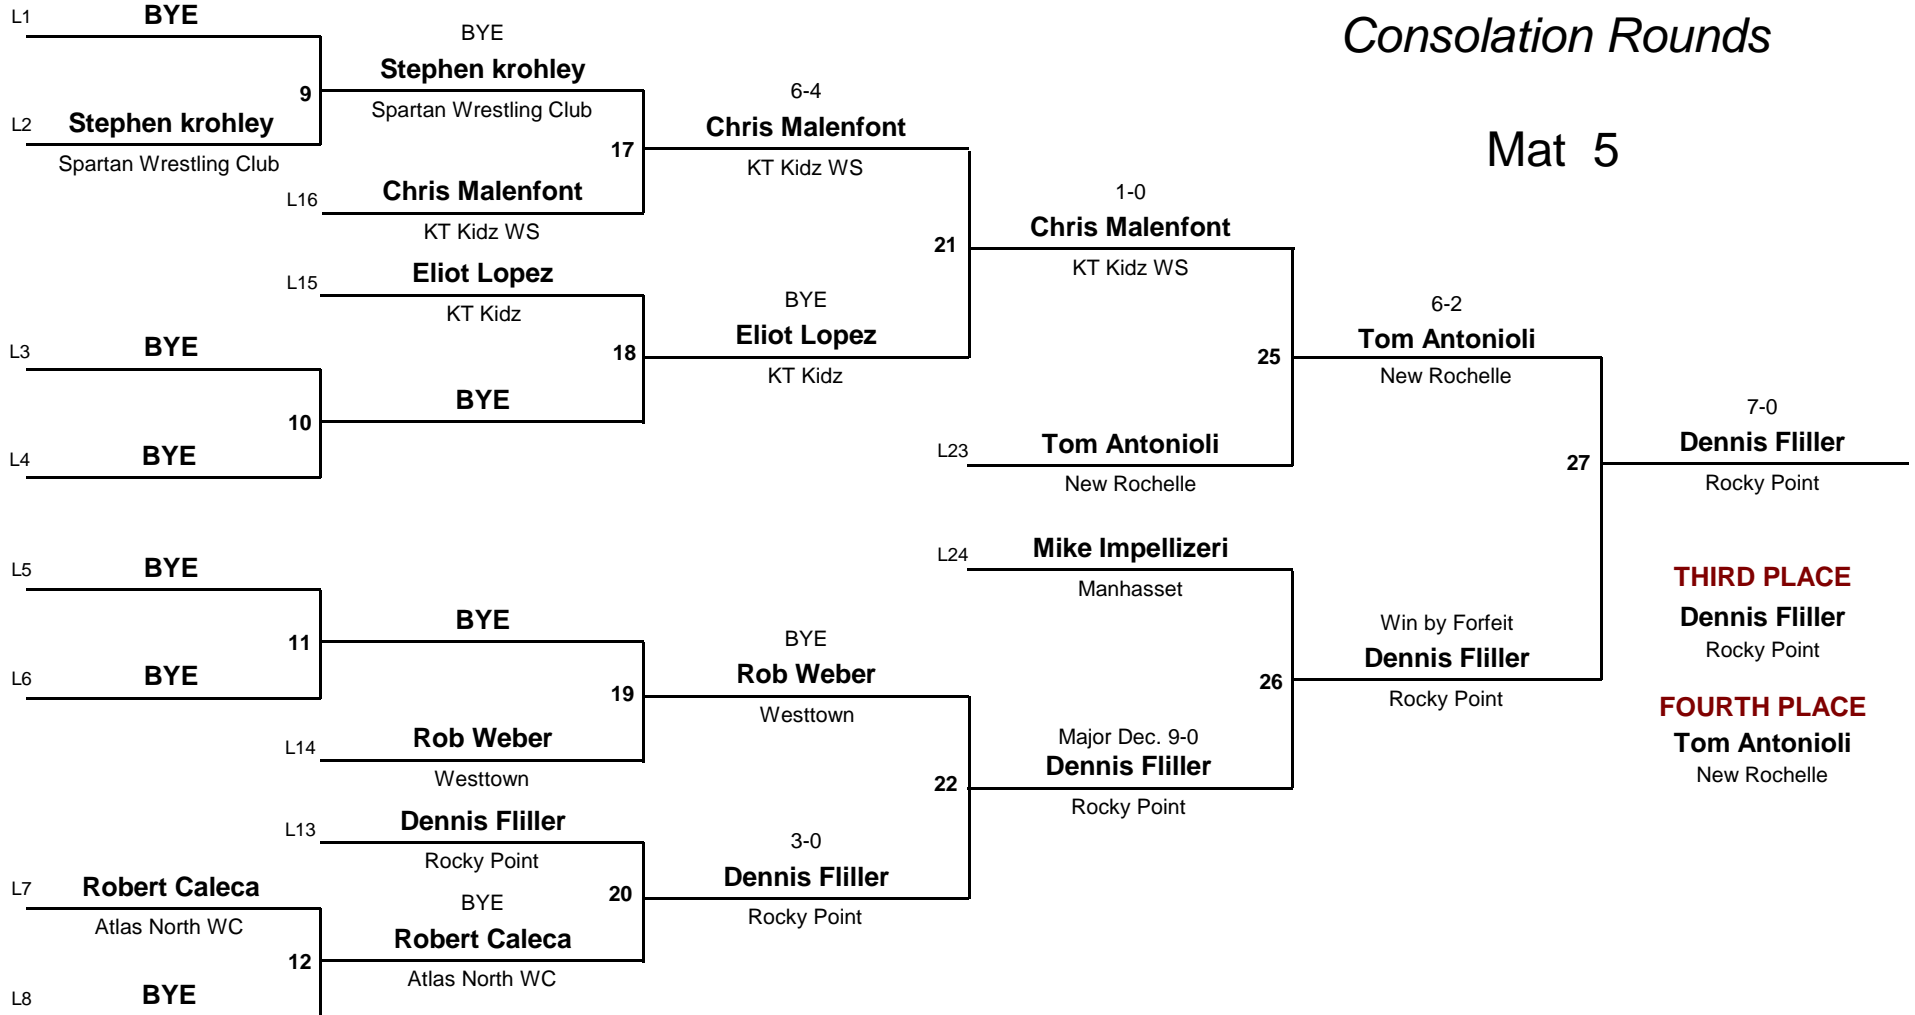 Consolation Rounds
Mat 5
L1 BYE
L2 Stephen krohley
Spartan Wrestling Club
9
BYE
Stephen krohley
Spartan Wrestling Club
L16 Chris Malenfont
KT Kidz WS
17
6-4
Chris Malenfont
KT Kidz WS
L15 Eliot Lopez
KT Kidz
L3 BYE
L4 BYE
10
BYE
18
BYE
Eliot Lopez
KT Kidz
21
1-0
Chris Malenfont
KT Kidz WS
L23 Tom Antonioli
New Rochelle
25
6-2
Tom Antonioli
New Rochelle
L5 BYE
L6 BYE
11
BYE
L14 Rob Weber
Westtown
19
BYE
Rob Weber
Westtown
L13 Dennis Fliller
Rocky Point
L7 Robert Caleca
Atlas North WC
L8 BYE
12
BYE
Robert Caleca
Atlas North WC
20
3-0
Dennis Fliller
Rocky Point
22
Major Dec. 9-0
Dennis Fliller
Rocky Point
L24 Mike Impellizeri
Manhasset
26
Win by Forfeit
Dennis Fliller
Rocky Point
27
7-0
Dennis Fliller
Rocky Point
THIRD PLACE
Dennis Fliller
Rocky Point
FOURTH PLACE
Tom Antonioli
New Rochelle